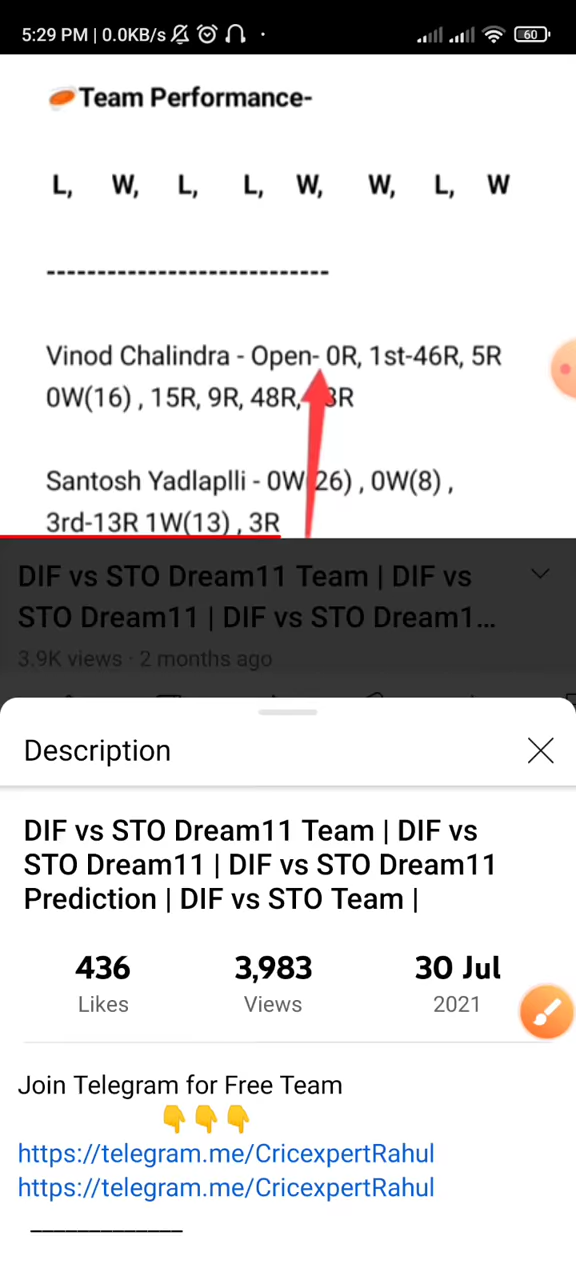 5:29 PM | 0.0KB/s
60
Team Performance-
L, W, L, L, W, W, L, W
----------------------------
Vinod Chalindra - Open- 0R, 1st-46R, 5R
0W(16) , 15R, 9R, 48R, 3R
Santosh Yadlaplli - 0W(26) , 0W(8) ,
3rd-13R 1W(13) , 3R
DIF vs STO Dream11 Team | DIF vs
STO Dream11 | DIF vs STO Dream1...
3.9K views · 2 months ago
Description
DIF vs STO Dream11 Team | DIF vs
STO Dream11 | DIF vs STO Dream11
Prediction | DIF vs STO Team |
436 3,983 30 Jul
Likes Views 2021
Join Telegram for Free Team
👇👇👇
https://telegram.me/CricexpertRahul
https://telegram.me/CricexpertRahul
_____________